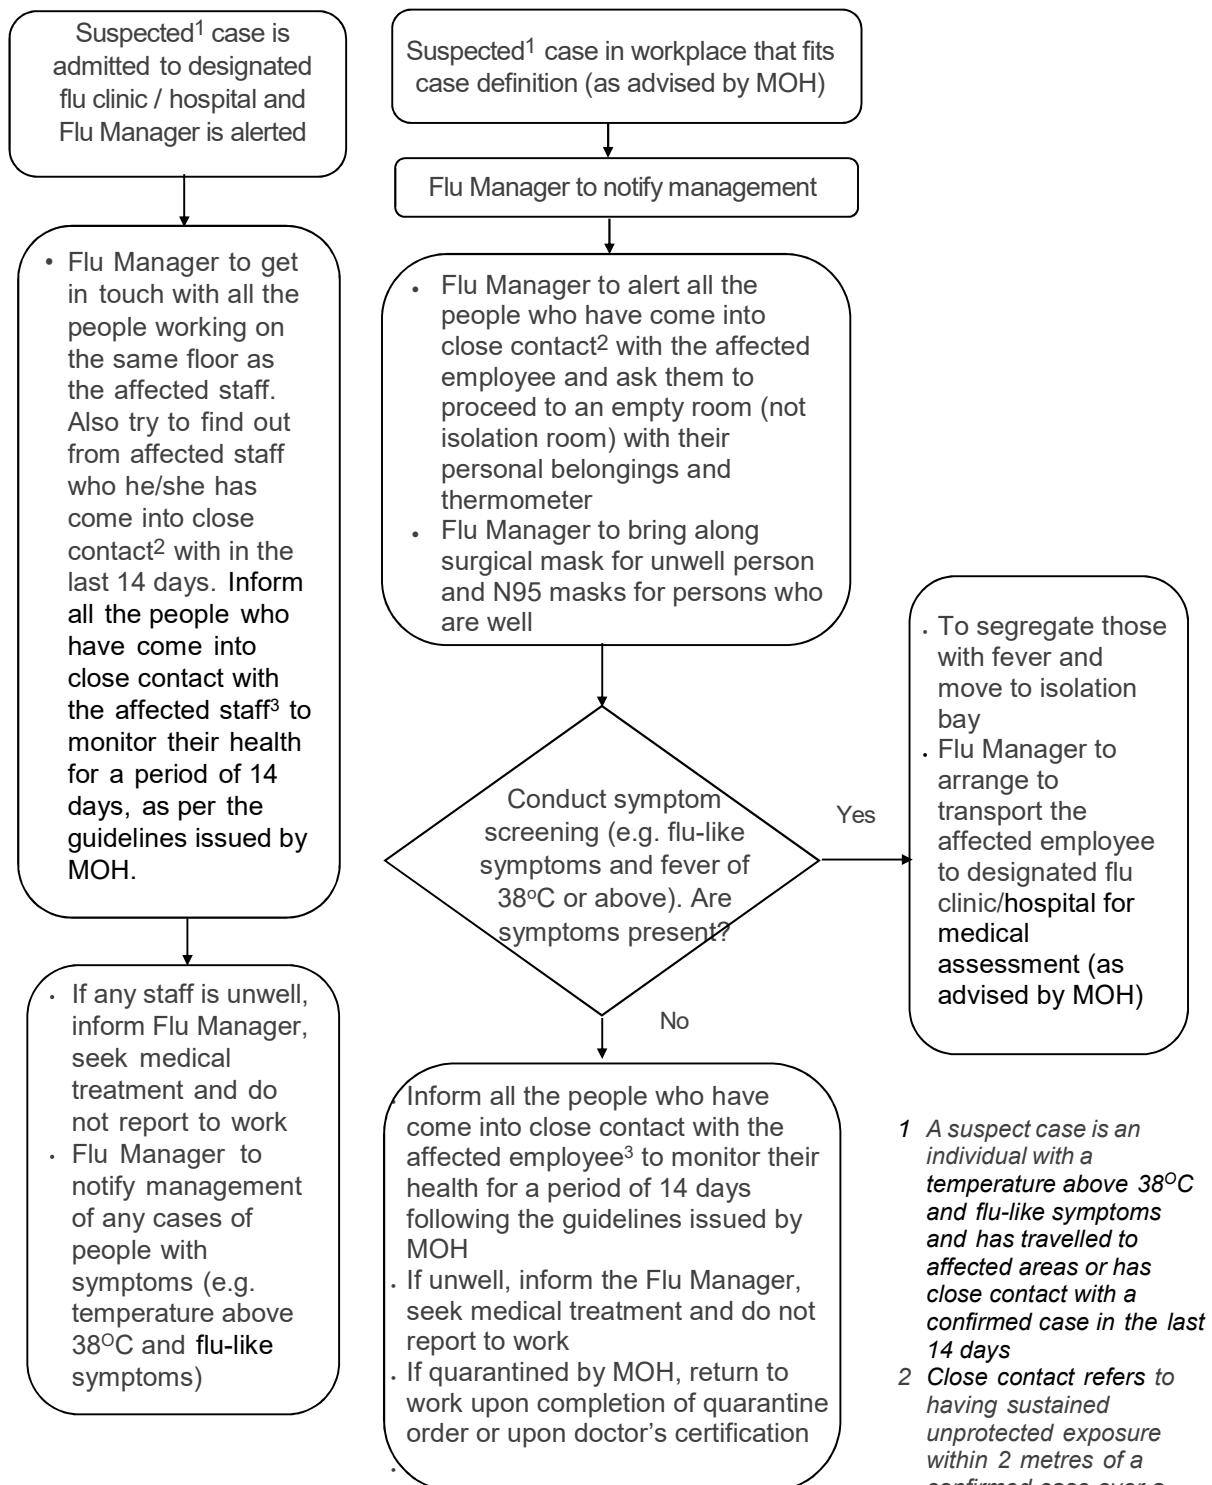 Suspected1 case is
admitted to designated
flu clinic / hospital and
Flu Manager is alerted
• Flu Manager to get
in touch with all the
people working on
the same floor as
the affected staff.
Also try to find out
from affected staff
who he/she has
come into close
contact2 with in the
last 14 days. Inform
all the people who
have come into
close contact with
the affected staff3 to
monitor their health
for a period of 14
days, as per the
guidelines issued by
MOH.
• If any staff is unwell,
inform Flu Manager,
seek medical
treatment and do
not report to work
• Flu Manager to
notify management
of any cases of
people with
symptoms (e.g.
temperature above
38OC and flu-like
symptoms)
Suspected1 case in workplace that fits
case definition (as advised by MOH)
Flu Manager to notify management
• Flu Manager to alert all the
people who have come into
close contact2 with the affected
employee and ask them to
proceed to an empty room (not
isolation room) with their
personal belongings and
thermometer
• Flu Manager to bring along
surgical mask for unwell person
and N95 masks for persons who
are well
Conduct symptom
screening (e.g. flu-like
symptoms and fever of
38oC or above). Are
symptoms present?
Yes
No
• Inform all the people who have
come into close contact with the
affected employee3 to monitor their
health for a period of 14 days
following the guidelines issued by
MOH
• If unwell, inform the Flu Manager,
seek medical treatment and do not
report to work
• If quarantined by MOH, return to
work upon completion of quarantine
order or upon doctor's certification
•
• To segregate those
with fever and
move to isolation
bay
• Flu Manager to
arrange to
transport the
affected employee
to designated flu
clinic/hospital for
medical
assessment (as
advised by MOH)
1 A suspect case is an
individual with a
temperature above 38OC
and flu-like symptoms
and has travelled to
affected areas or has
close contact with a
confirmed case in the last
14 days
2 Close contact refers to
having sustained
unprotected exposure
within 2 metres of a
confirmed case over a